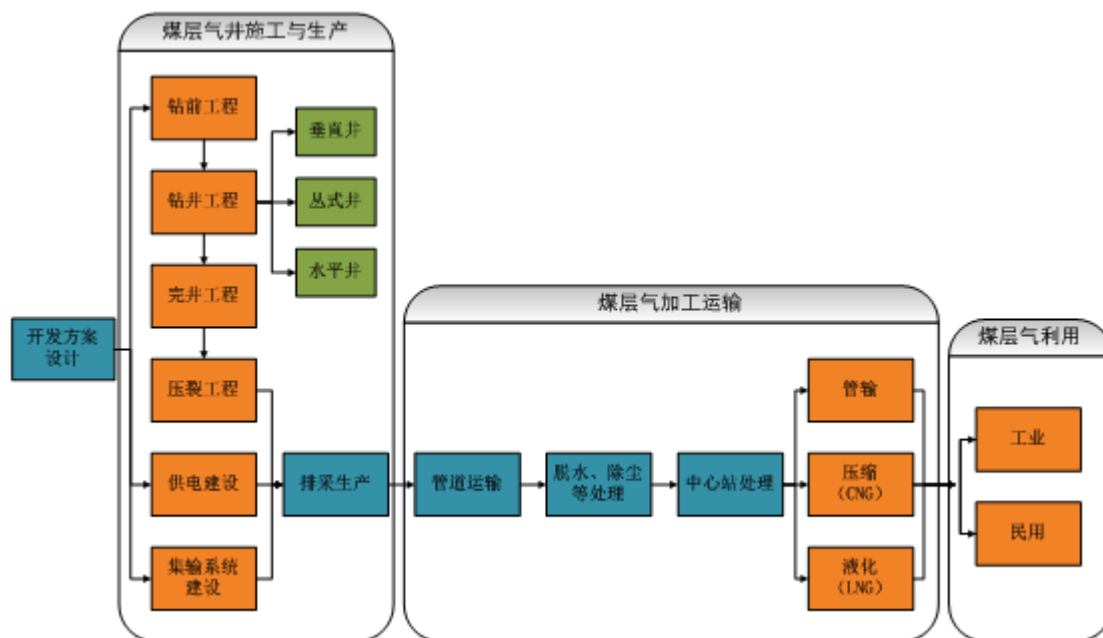 煤层气井施工与生产
钻前工程
垂直井
钻井工程
丛式井
水平井
完井工程
开发方案
设计
压裂工程
供电建设
排采生产
集输系统
建设
煤层气加工运输
管道运输
脱水、除尘
等处理
中心站处理
管输
压缩
(CNG)
液化
(LNG)
煤层气利用
工业
民用